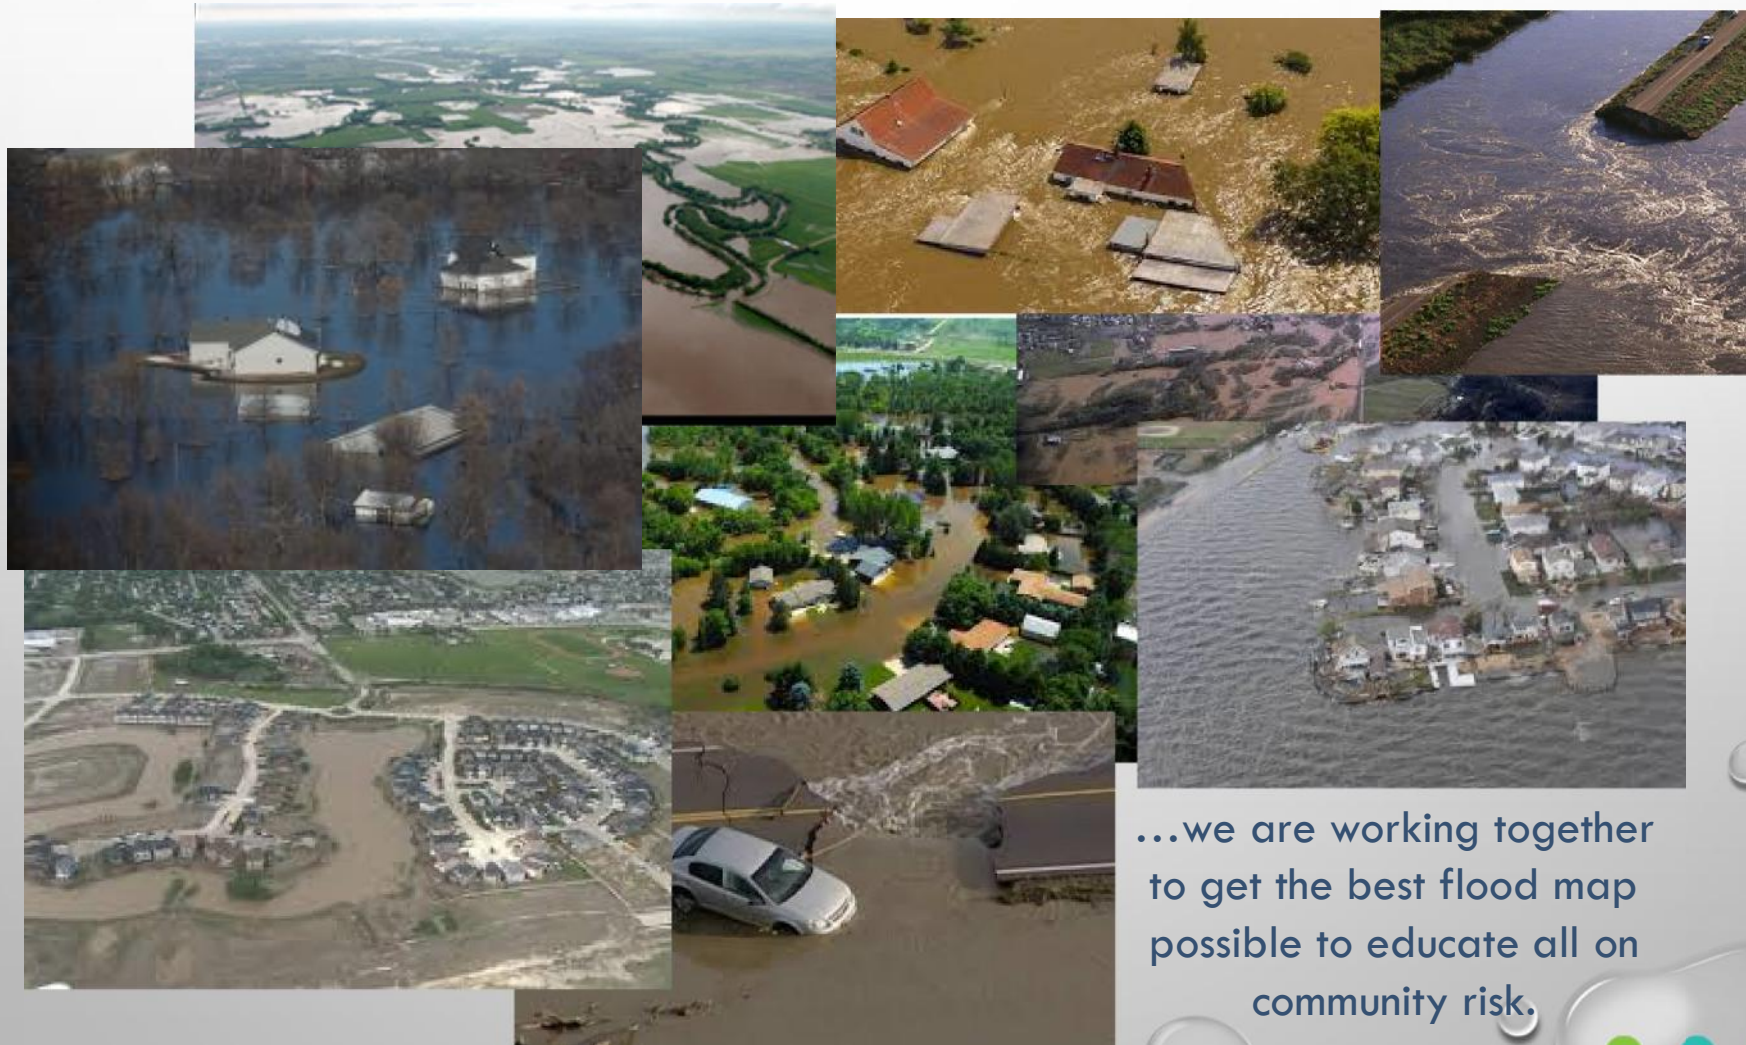 ...we are working together
to get the best flood map
possible to educate all on
community risk.